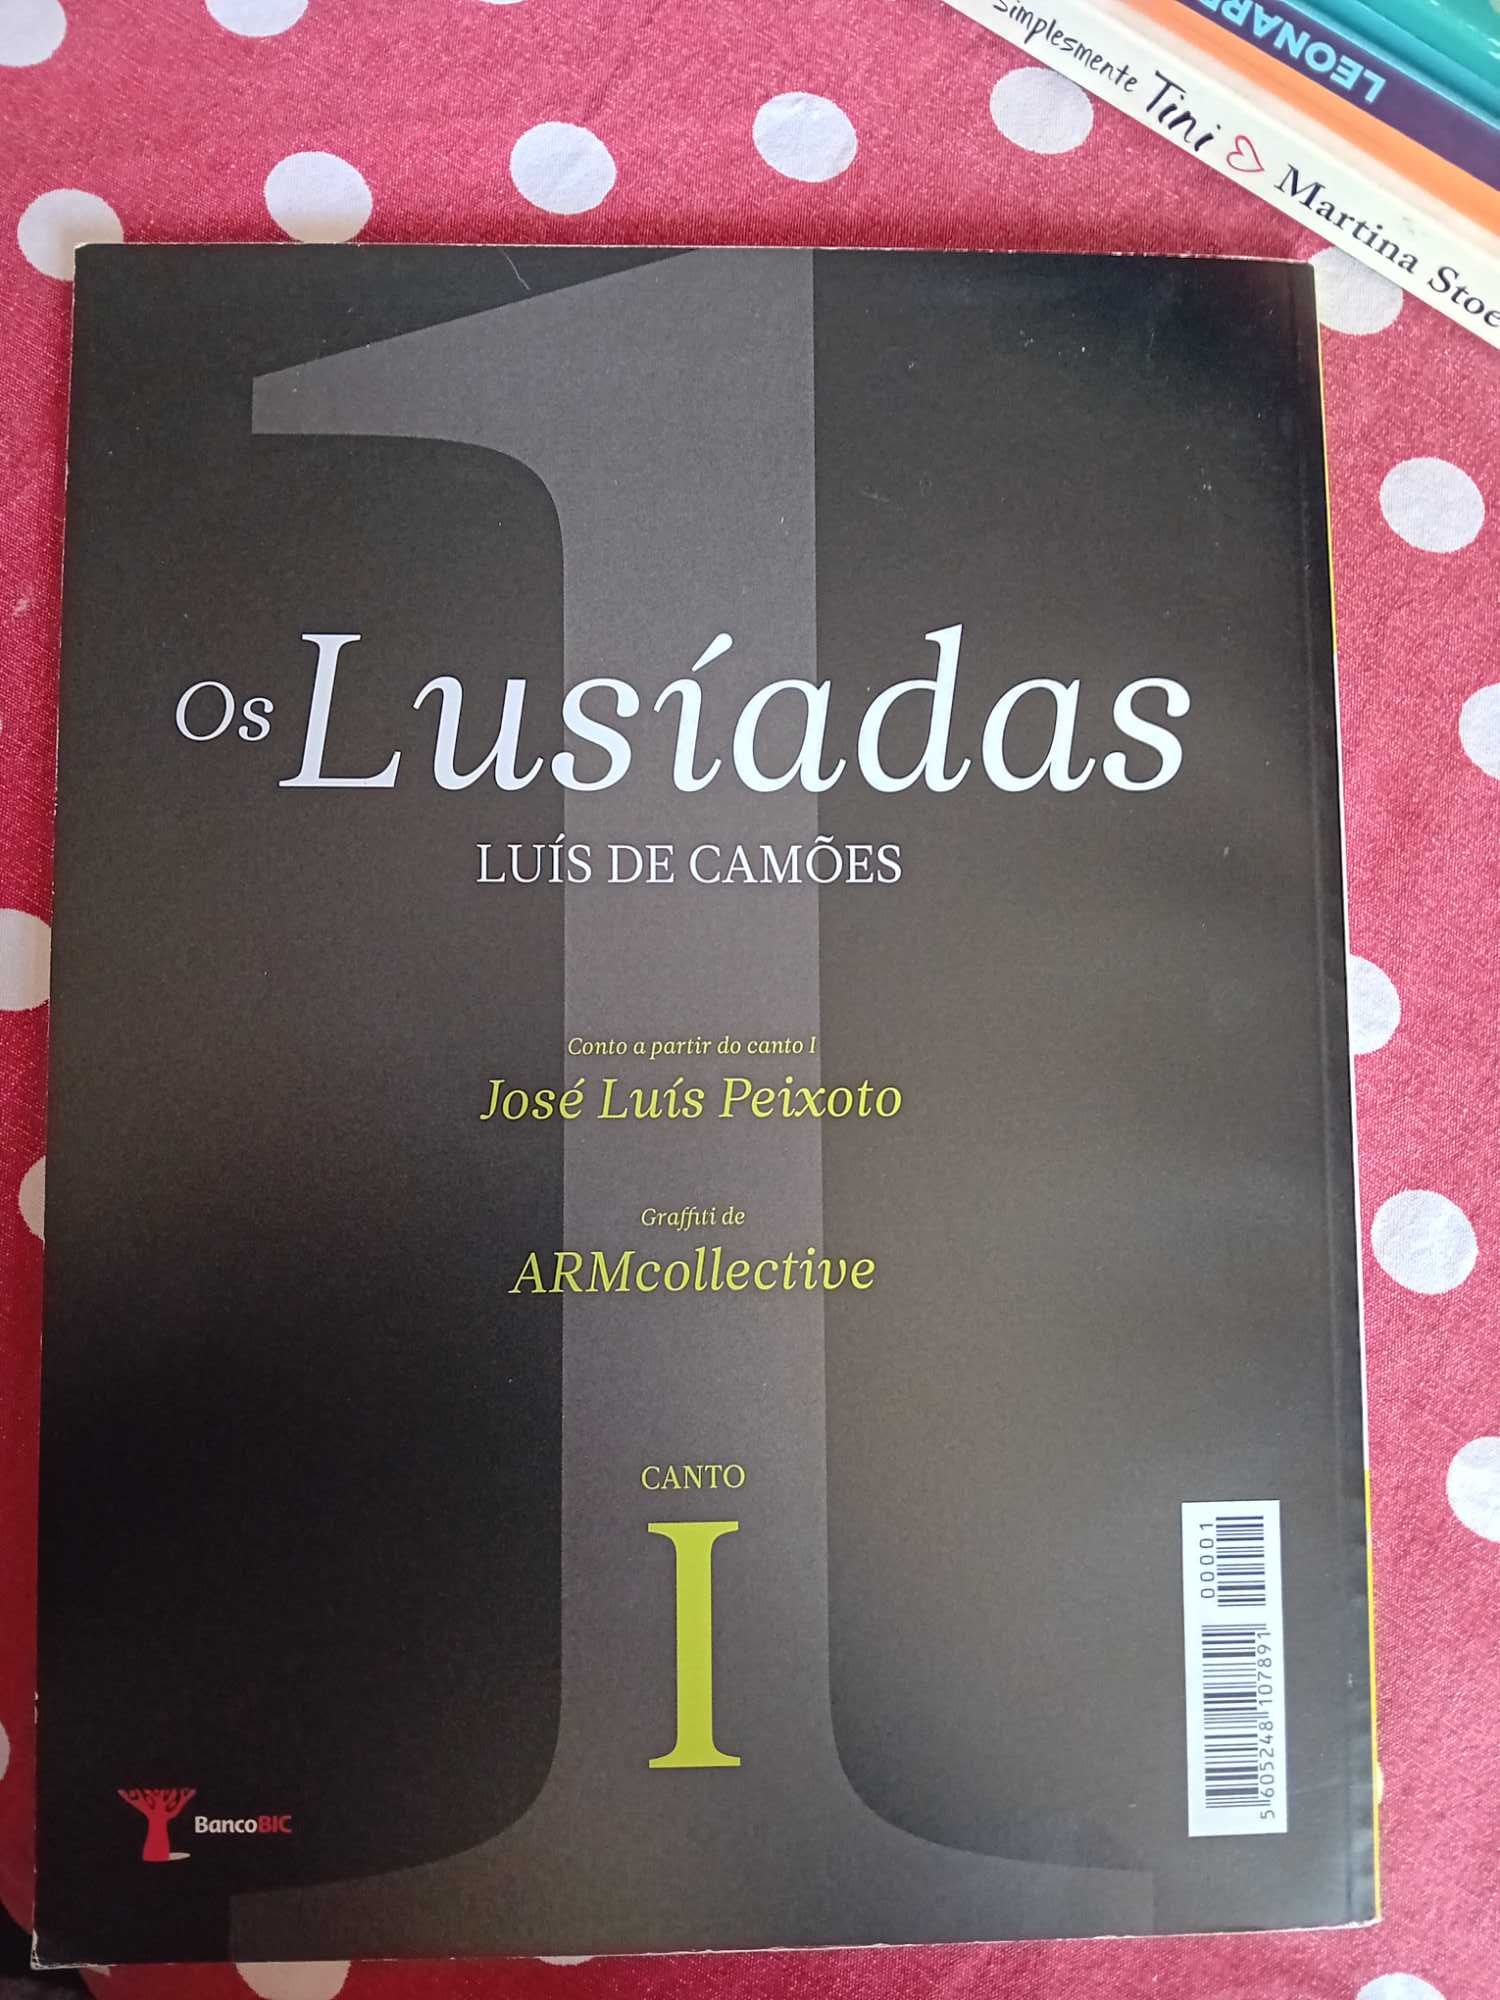 Simplesmente Tini Martina Stoe
LEONAR
Os Lusíadas
LUÍS DE CAMÕES
Conto a partir do canto I
José Luís Peixoto
Graffiti de
ARMcollective
CANTO
I
BancoBIC
00001
5 605248 107891